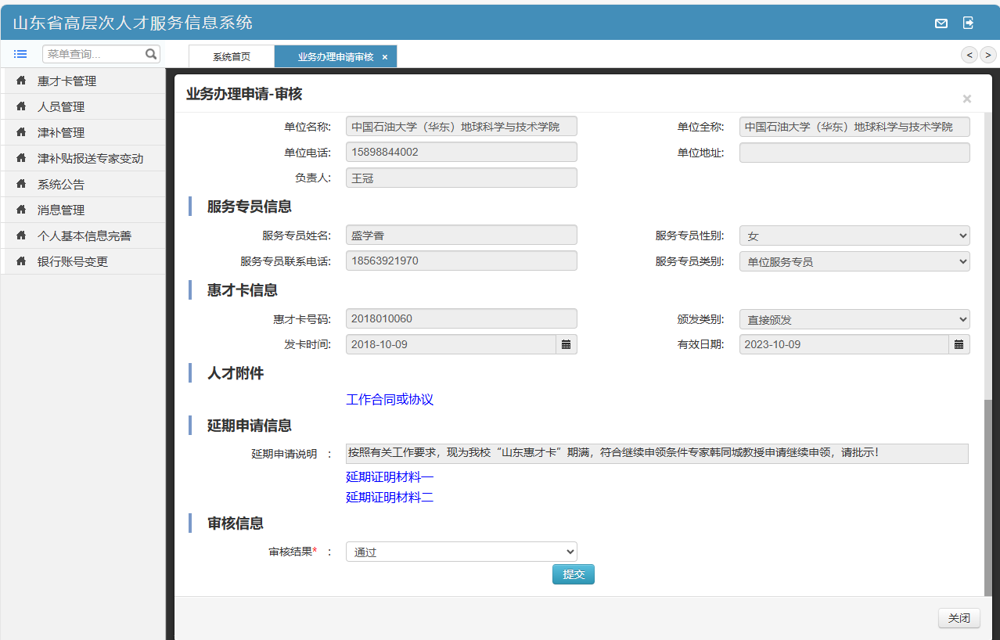 山东省高层次人才服务信息系统
菜单查询...
系统首页
业务办理申请审核 ×
< >
惠才卡管理
人员管理
津补管理
津补贴报送专家变动
系统公告
消息管理
个人基本信息完善
银行账号变更
业务办理申请-审核
×
单位名称: 中国石油大学（华东）地球科学与技术学院 单位全称: 中国石油大学（华东）地球科学与技术学院
单位电话: 15898844002 单位地址:
负责人: 王冠
服务专员信息
服务专员姓名: 盛学香 服务专员性别: 女
服务专员联系电话: 18563921970 服务专员类别: 单位服务专员
惠才卡信息
惠才卡号码: 2018010060 颁发类别: 直接颁发
发卡时间: 2018-10-09 有效日期: 2023-10-09
人才附件
工作合同或协议
延期申请信息
延期申请说明 : 按照有关工作要求，现为我校“山东惠才卡”期满，符合继续申领条件专家韩同城教授申请继续申领，请批示！
延期证明材料一
延期证明材料二
审核信息
审核结果* : 通过
提交
关闭